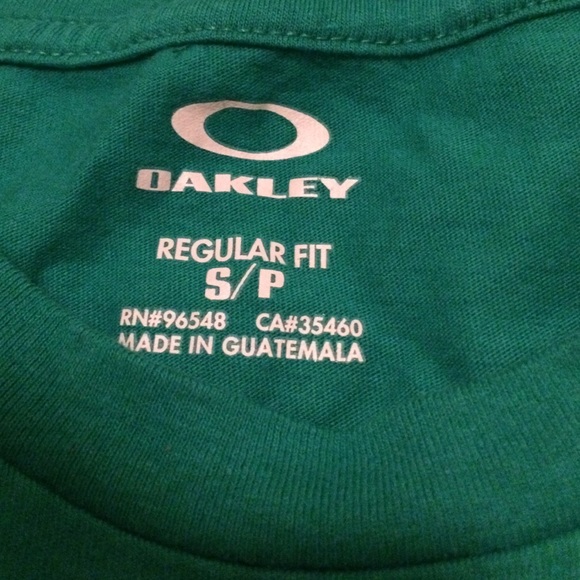 OAKLEY
REGULAR FIT
S/P
RN#96548 CA#35460
MADE IN GUATEMALA